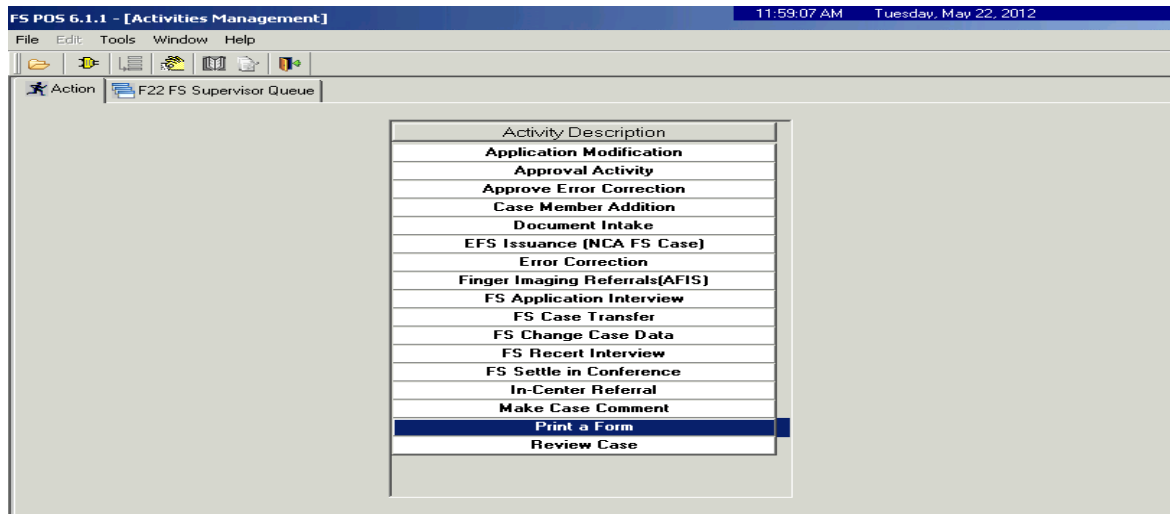 FS POS 6.1.1 - [Activities Management] 11:59:07 AM Tuesday, May 22, 2012
File Edit Tools Window Help
Action F22 FS Supervisor Queue
Activity Description
Application Modification
Approval Activity
Approve Error Correction
Case Member Addition
Document Intake
EFS Issuance (NCA FS Case)
Error Correction
Finger Imaging Referrals(AFIS)
FS Application Interview
FS Case Transfer
FS Change Case Data
FS Recert Interview
FS Settle in Conference
In-Center Referral
Make Case Comment
Print a Form
Review Case